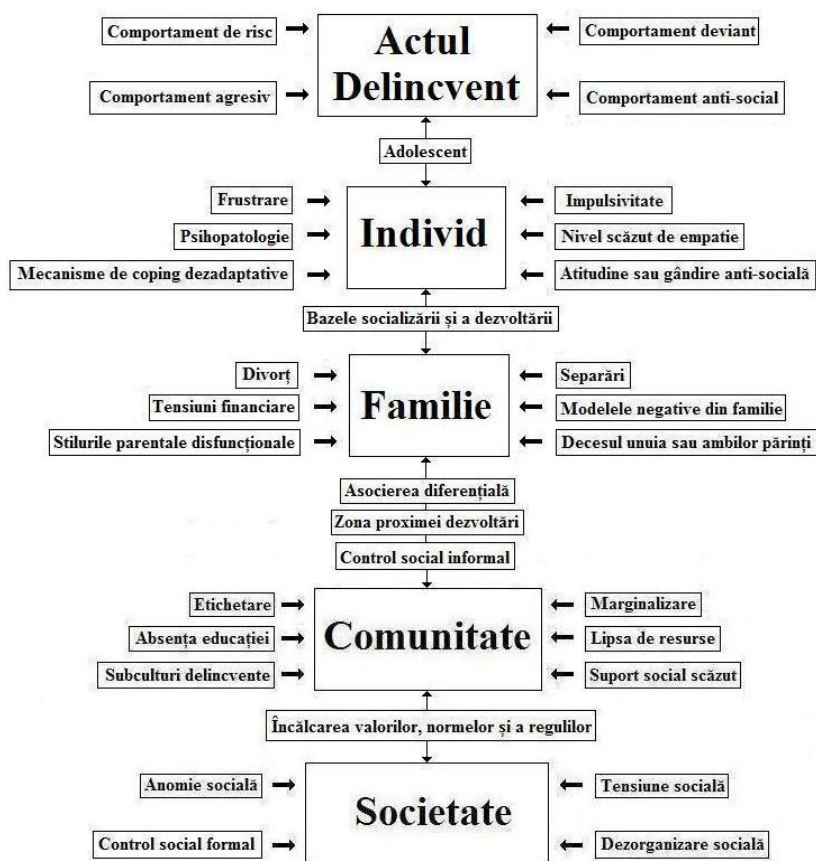 Comportament de risc
Actul
Delincvent
Comportament deviant
Comportament agresiv
Comportament anti-social
Adolescent
Frustrare
Individ
Impulsivitate
Psihopatologie
Nivel scăzut de empatie
Mecanisme de coping dezadaptative
Atitudine sau gândire anti-socială
Bazele socializării și a dezvoltării
Divorț
Familie
Separări
Tensiuni financiare
Modelele negative din familie
Stilurile parentale disfuncționale
Decesul unuia sau ambilor părinți
Asocierea diferențială
Zona proximei dezvoltări
Control social informal
Etichetare
Comunitate
Marginalizare
Absența educației
Lipsa de resurse
Subculturi delincvente
Suport social scăzut
Încălcarea valorilor, normelor și a regulilor
Anomie socială
Societate
Tensiune socială
Control social formal
Dezorganizare socială